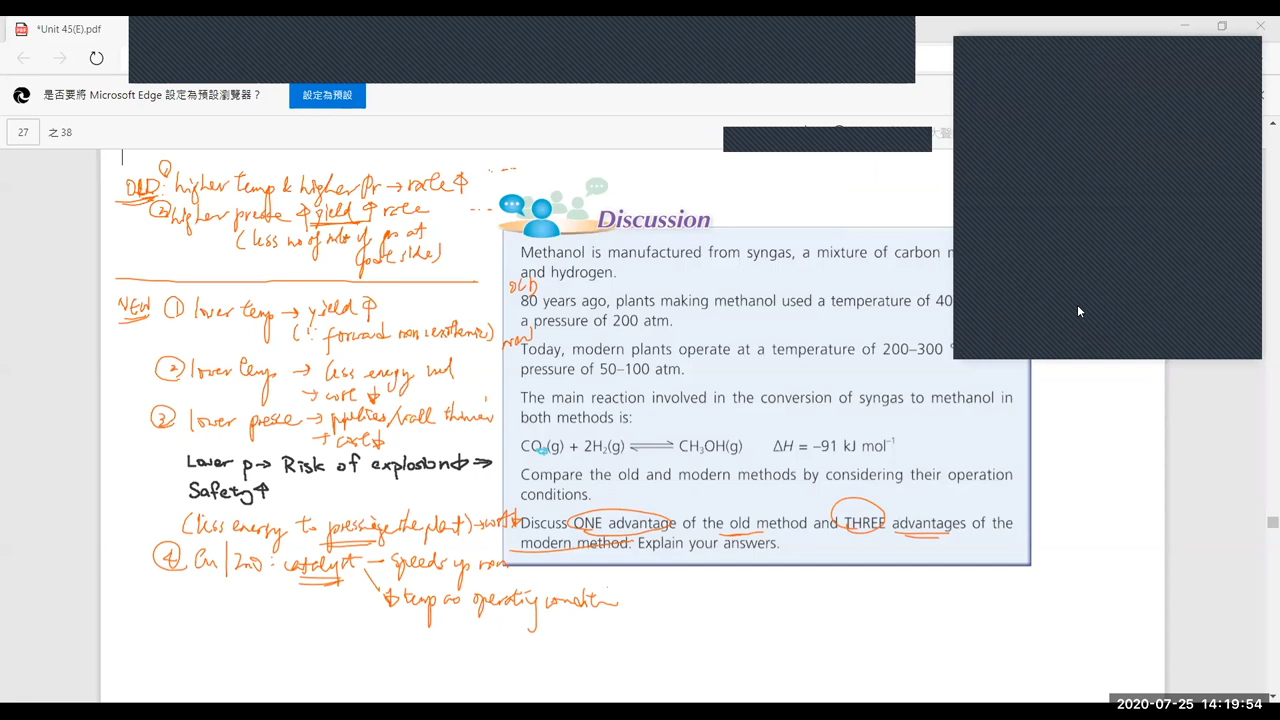 *Unit 45(E).pdf
是否要將 Microsoft Edge 設定為預設瀏覽器？
設定為預設
27 之 38
OLD: ① higher temp & higher Pr → rate ↑
② higher presse ↑ yield ↑ rate
(less no of of at
side)
NEW ① lower temp → yield ↑
(∵ forward rxn: exothermic)
② lower temp → less energy
→ cost ↓
③ lower presse → pipelines/wall thinner
→ cost ↓
Lower p → Risk of explosion ↓ ⇒
Safety ↑
(less energy to the plant) → cost ↓
④ Cu/ZnO: catalyst – speeds up rxn
↓ temp as operating conditi
Discussion
Methanol is manufactured from syngas, a mixture of carbon
and hydrogen.
OLD
80 years ago, plants making methanol used a temperature of 40
a pressure of 200 atm.
new
Today, modern plants operate at a temperature of 200–300
pressure of 50–100 atm.
The main reaction involved in the conversion of syngas to methanol in
both methods is:
CO(g) + 2H₂(g) ⇌ CH₃OH(g) ΔH = –91 kJ mol⁻¹
Compare the old and modern methods by considering their operation
conditions.
Discuss ONE advantage of the old method and THREE advantages of the
modern method. Explain your answers.
2020-07-25 14:19:54